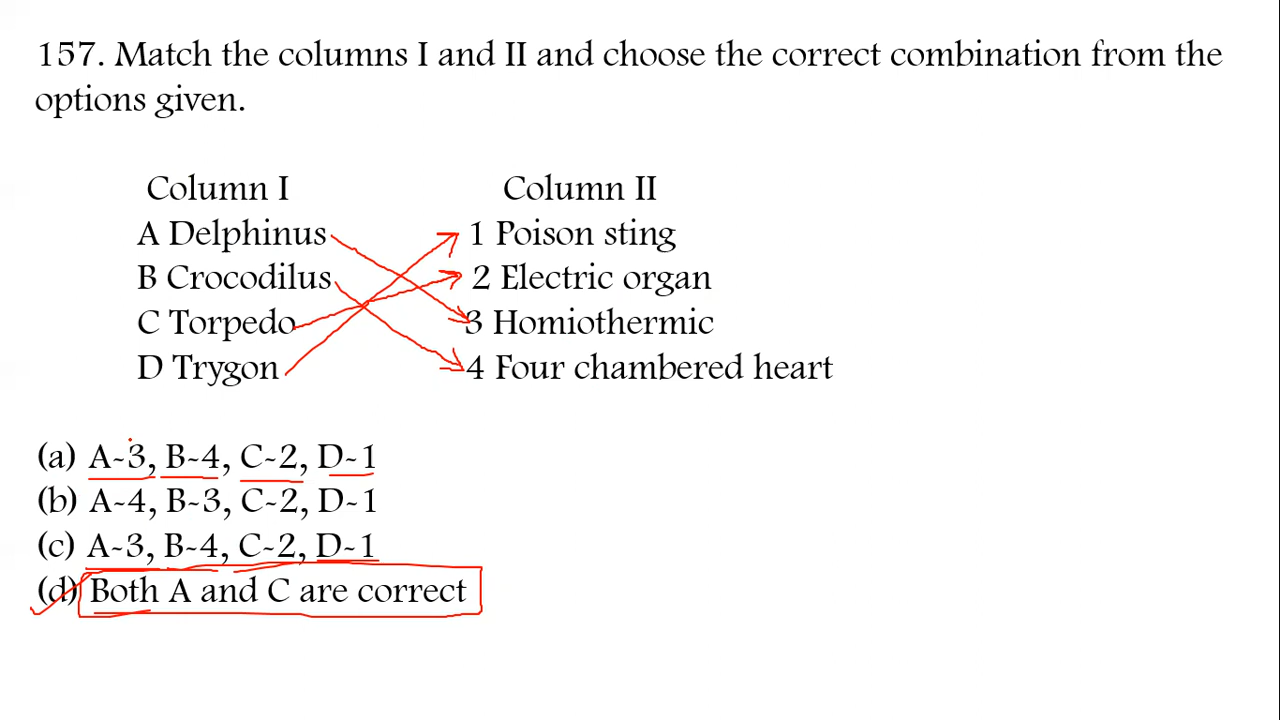 157. Match the columns I and II and choose the correct combination from the
options given.
Column I Column II
A Delphinus 1 Poison sting
B Crocodilus 2 Electric organ
C Torpedo 3 Homiothermic
D Trygon 4 Four chambered heart
(a) A-3, B-4, C-2, D-1
(b) A-4, B-3, C-2, D-1
(c) A-3, B-4, C-2, D-1
(d) Both A and C are correct